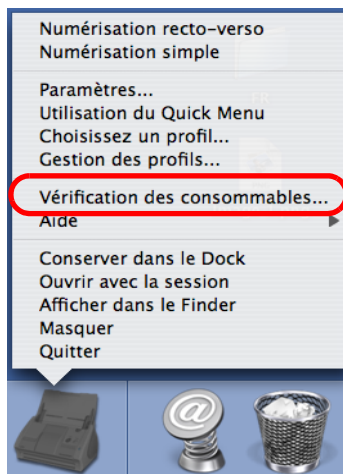 Numérisation recto-verso
Numérisation simple
Paramètres...
Utilisation du Quick Menu
Choisissez un profil...
Gestion des profils...
Vérification des consommables...
Aide
Conserver dans le Dock
Ouvrir avec la session
Afficher dans le Finder
Masquer
Quitter
@